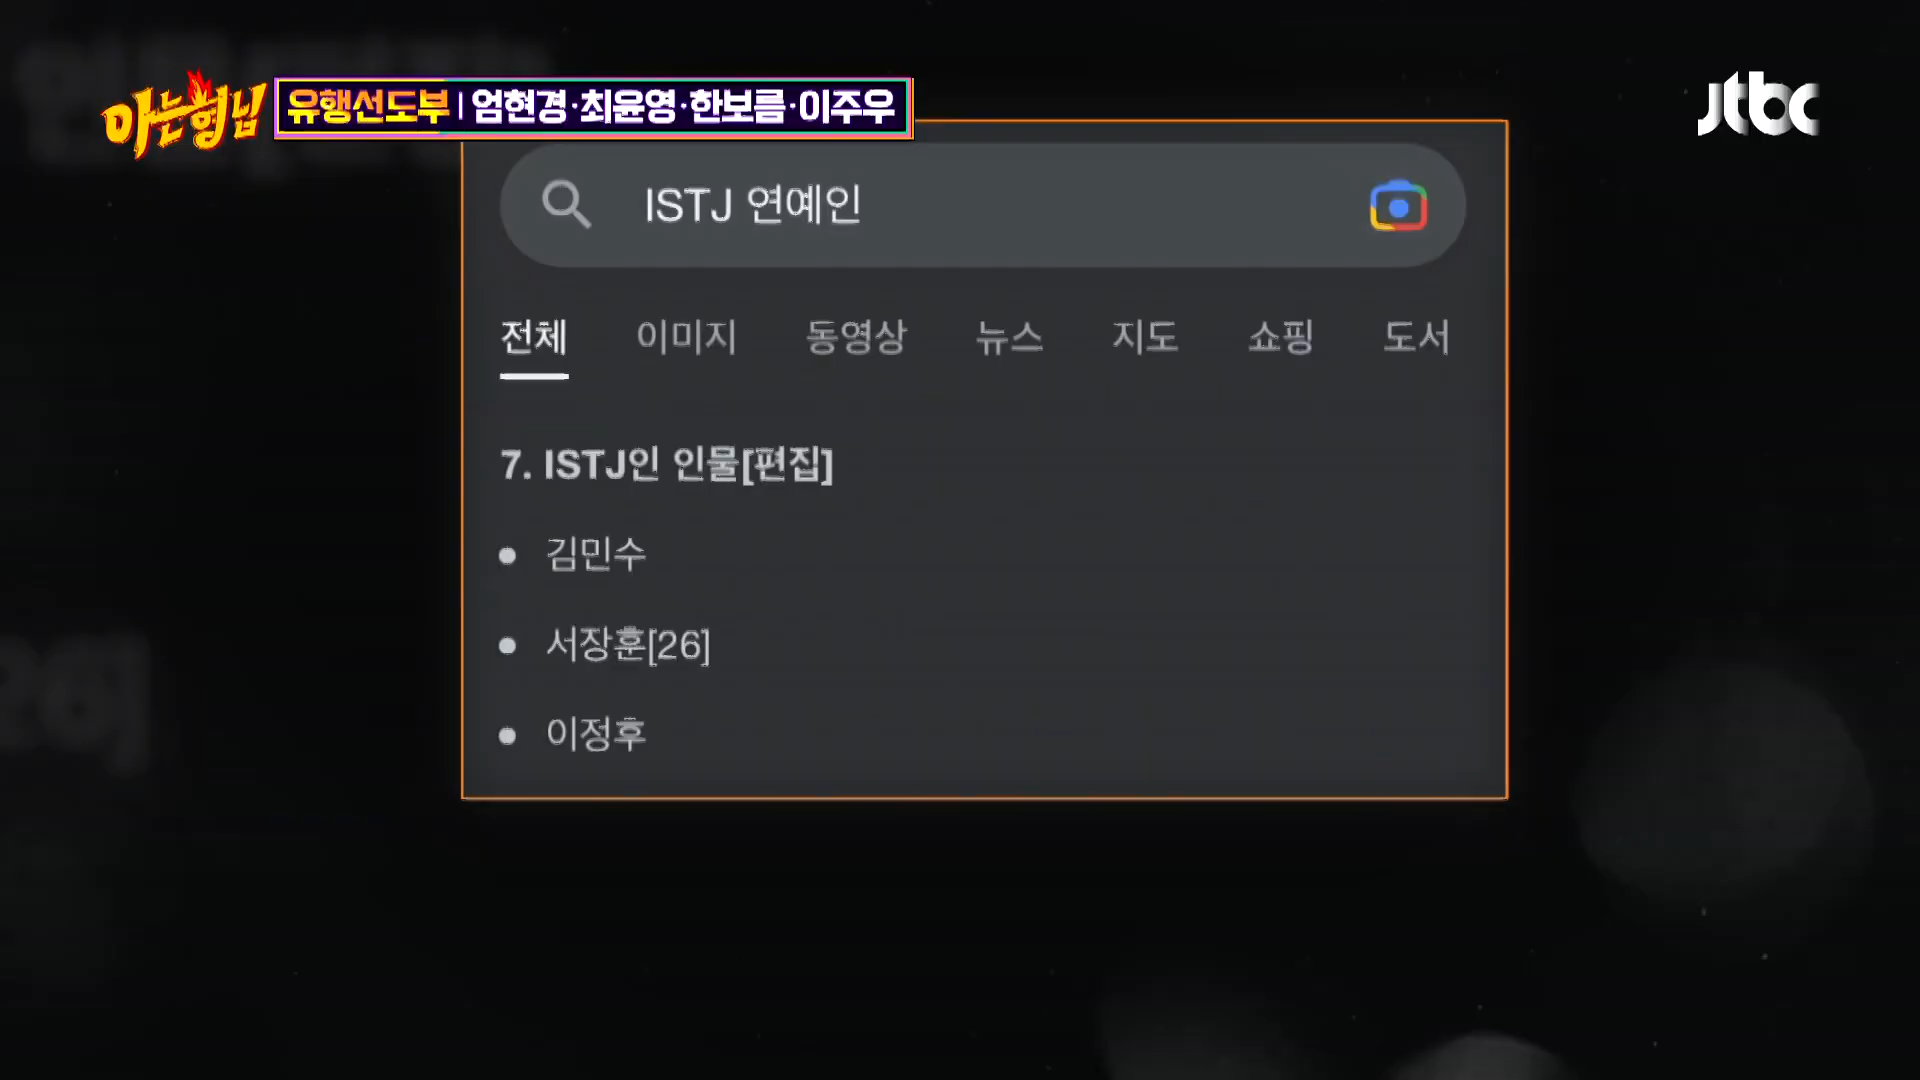 아는형님
유행선도부 | 엄현경·최윤영·한보름·이주우
jtbc
ISTJ 연예인
전체 이미지 동영상 뉴스 지도 쇼핑 도서
7. ISTJ인 인물[편집]
• 김민수
• 서장훈[26]
• 이정후